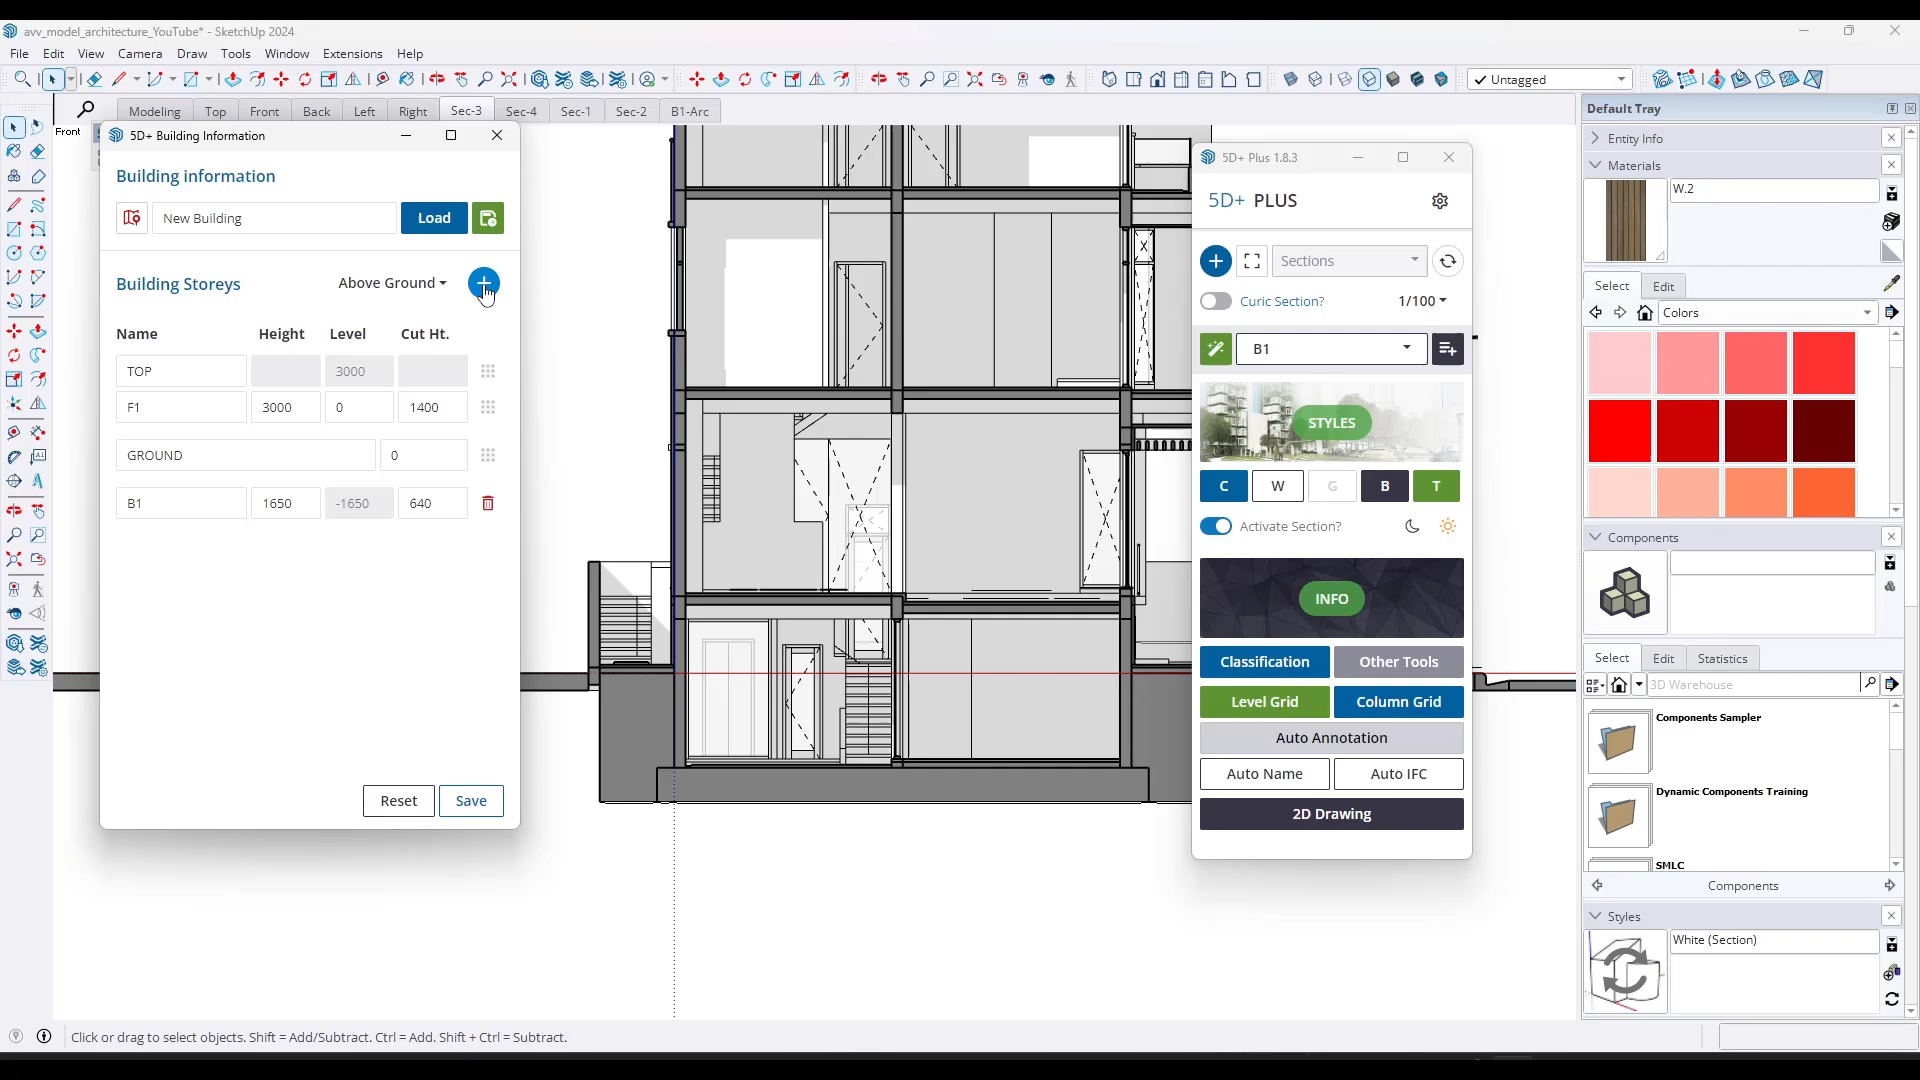 avv_model_architecture_YouTube* - SketchUp 2024
File Edit View Camera Draw Tools Window Extensions Help
Untagged
Modeling Top Front Back Left Right Sec-3 Sec-4 Sec-1 Sec-2 B1-Arc
Front
5D+ Building Information
Building information
New Building
Load
Building Storeys
Above Ground
Name Height Level Cut Ht.
TOP 3000
F1 3000 0 1400
GROUND 0
B1 1650 -1650 640
Reset Save
5D+ Plus 1.8.3
5D+ PLUS
Sections
Curic Section? 1/100
B1
STYLES
C W G B T
Activate Section?
INFO
Classification Other Tools
Level Grid Column Grid
Auto Annotation
Auto Name Auto IFC
2D Drawing
Default Tray
Entity Info
Materials
W.2
Select Edit
Colors
Components
Select Edit Statistics
3D Warehouse
Components Sampler
Dynamic Components Training
SMLC
Components
Styles
White (Section)
Click or drag to select objects. Shift = Add/Subtract. Ctrl = Add. Shift + Ctrl = Subtract.